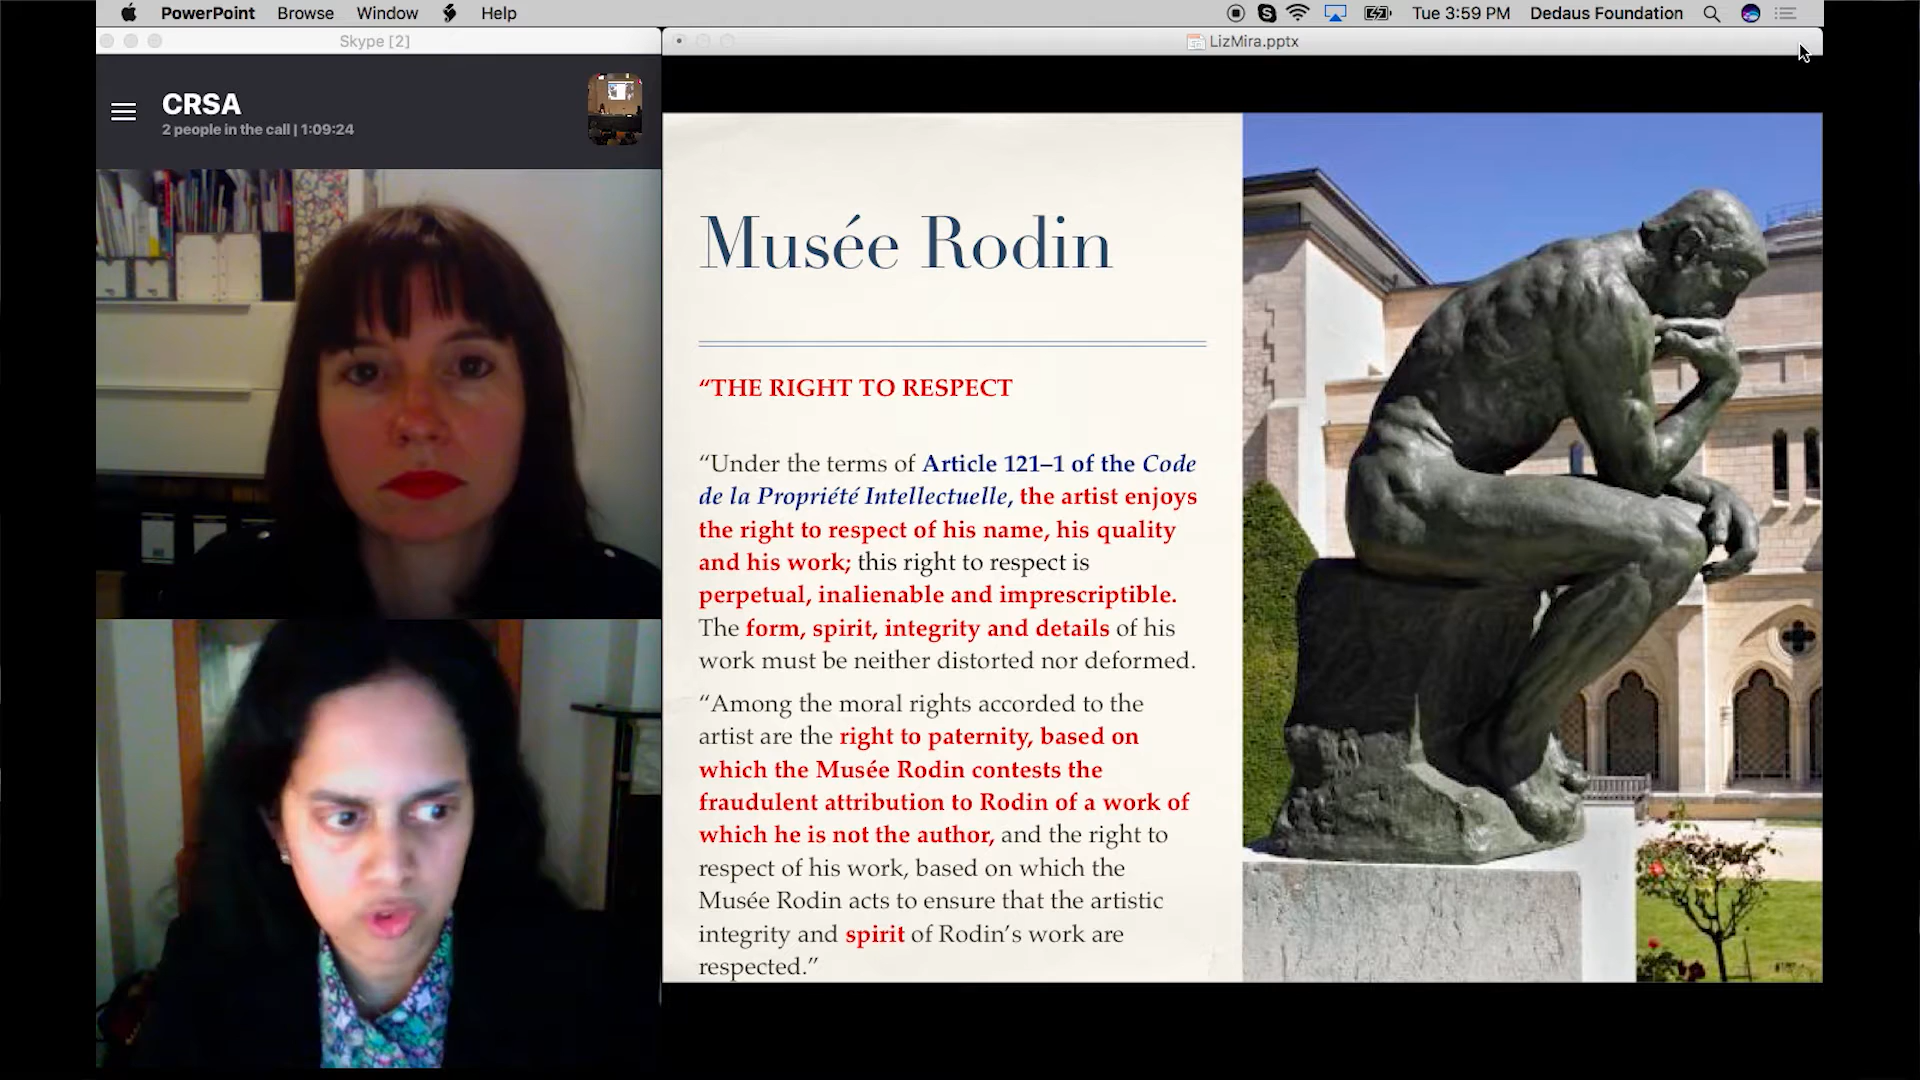 PowerPoint Browse Window Help
Tue 3:59 PM Dedaus Foundation
Skype [2]
LizMira.pptx
CRSA
2 people in the call | 1:09:24
Musée Rodin
“THE RIGHT TO RESPECT
“Under the terms of Article 121–1 of the Code
de la Propriété Intellectuelle, the artist enjoys
the right to respect of his name, his quality
and his work; this right to respect is
perpetual, inalienable and imprescriptible.
The form, spirit, integrity and details of his
work must be neither distorted nor deformed.
“Among the moral rights accorded to the
artist are the right to paternity, based on
which the Musée Rodin contests the
fraudulent attribution to Rodin of a work of
which he is not the author, and the right to
respect of his work, based on which the
Musée Rodin acts to ensure that the artistic
integrity and spirit of Rodin’s work are
respected.”